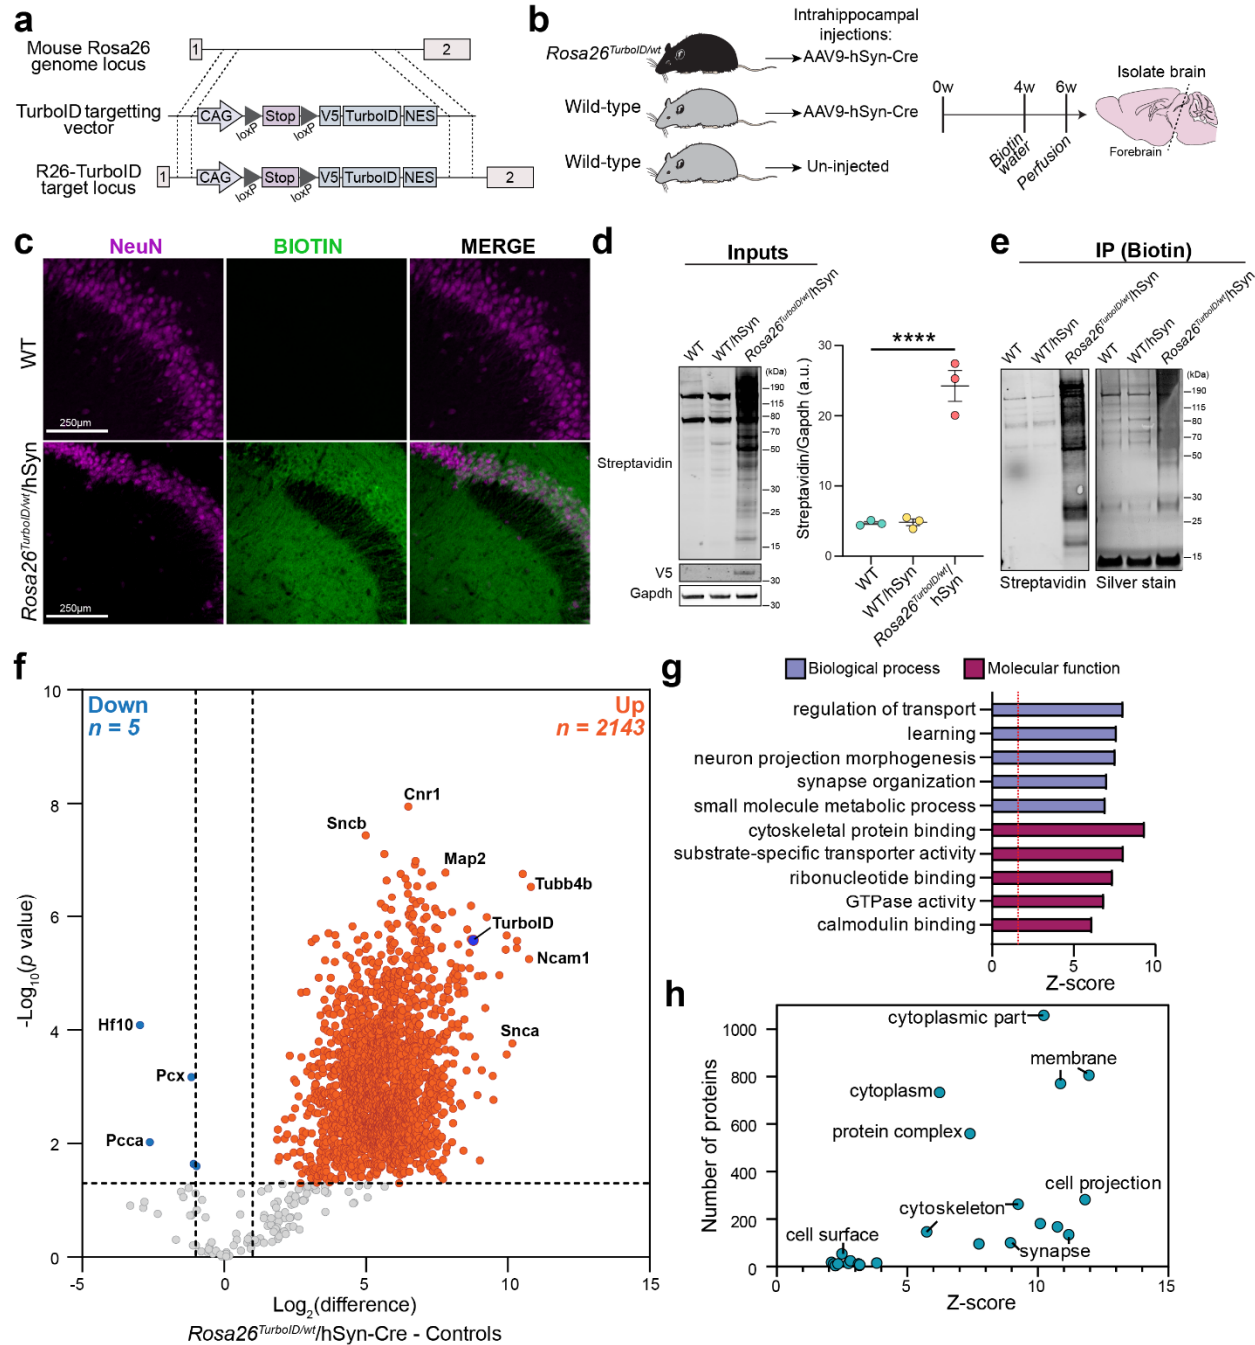 a
Mouse Rosa26
genome locus
1
2
TurboID targetting
vector
CAG
loxP
Stop
loxP
V5
TurboID
NES
R26-TurboID
target locus
1
CAG
loxP
Stop
loxP
V5
TurboID
NES
2
b
Intrahippocampal
injections:
Rosa26TurboID/wt
AAV9-hSyn-Cre
Wild-type
AAV9-hSyn-Cre
Wild-type
Un-injected
0w
4w
6w
Biotin
water
Perfusion
Isolate brain
Forebrain
c
NeuN
BIOTIN
MERGE
WT
250µm
Rosa26TurboID/wt/hSyn
250µm
d
Inputs
WT
WT/hSyn
Rosa26TurboID/wt/hSyn
(kDa)
190
115
80
70
50
30
25
15
Streptavidin
V5
30
Gapdh
30
Streptavidin/Gapdh (a.u.)
30
20
10
0
****
WT
WT/hSyn
Rosa26TurboID/wt/
hSyn
e
IP (Biotin)
WT
WT/hSyn
Rosa26TurboID/wt/hSyn
WT
WT/hSyn
Rosa26TurboID/wt/hSyn
(kDa)
190
115
80
70
50
30
25
15
Streptavidin
Silver stain
f
10
8
6
4
2
0
-Log10(p value)
Down
n = 5
Up
n = 2143
Cnr1
Sncb
Map2
Tubb4b
TurboID
Ncam1
Snca
Hf10
Pcx
Pcca
-5
0
5
10
15
Log2(difference)
Rosa26TurboID/wt/hSyn-Cre - Controls
g
Biological process
Molecular function
regulation of transport
learning
neuron projection morphogenesis
synapse organization
small molecule metabolic process
cytoskeletal protein binding
substrate-specific transporter activity
ribonucleotide binding
GTPase activity
calmodulin binding
0
5
10
Z-score
h
Number of proteins
1000
800
600
400
200
0
cytoplasmic part
membrane
cytoplasm
protein complex
cell projection
cytoskeleton
cell surface
synapse
0
5
10
15
Z-score